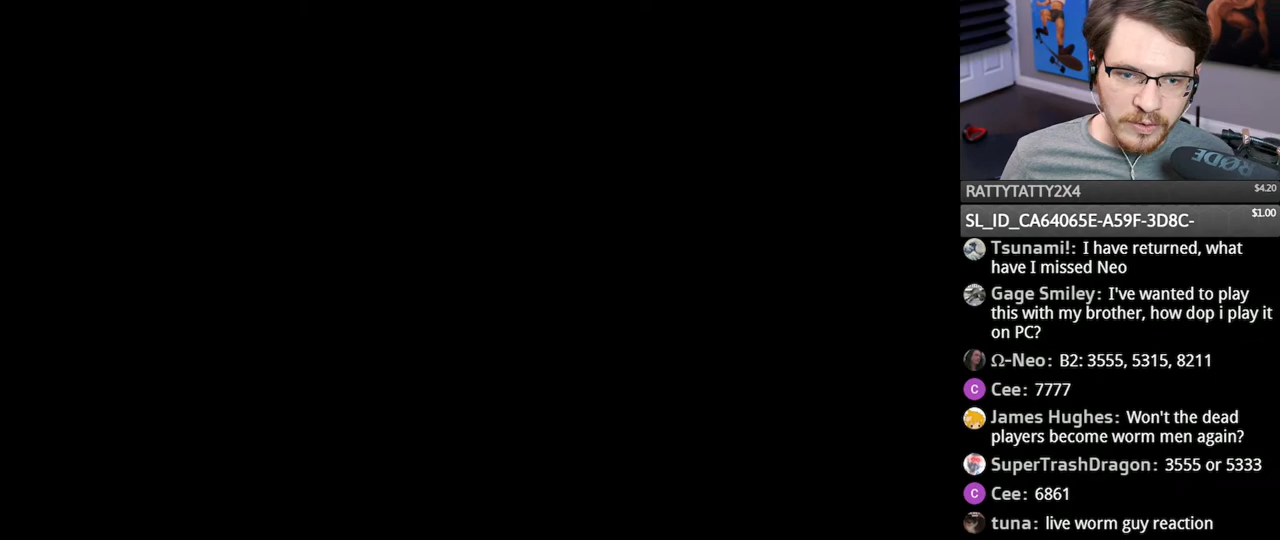 RØDE
RATTYTATTY2X4
$4.20
SL_ID_CA64065E-A59F-3D8C-
$1.00
Tsunami!: I have returned, what
have I missed Neo
Gage Smiley: I've wanted to play
this with my brother, how dop i play it
on PC?
Ω-Neo: B2: 3555, 5315, 8211
C Cee: 7777
James Hughes: Won't the dead
players become worm men again?
SuperTrashDragon: 3555 or 5333
C Cee: 6861
tuna: live worm guy reaction